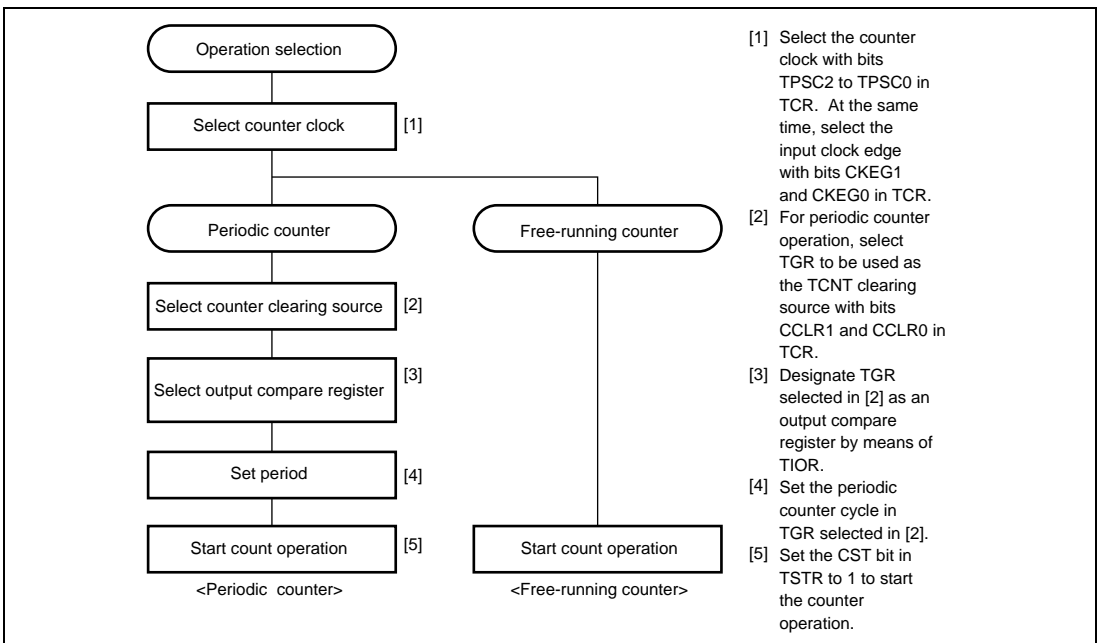 Operation selection
Select counter clock
[1]
Periodic counter
Free-running counter
Select counter clearing source
[2]
Select output compare register
[3]
Set period
[4]
Start count operation
[5]
Start count operation
<Periodic counter>
<Free-running counter>
[1] Select the counter
clock with bits
TPSC2 to TPSC0 in
TCR. At the same
time, select the
input clock edge
with bits CKEG1
and CKEG0 in TCR.
[2] For periodic counter
operation, select
TGR to be used as
the TCNT clearing
source with bits
CCLR1 and CCLR0 in
TCR.
[3] Designate TGR
selected in [2] as an
output compare
register by means of
TIOR.
[4] Set the periodic
counter cycle in
TGR selected in [2].
[5] Set the CST bit in
TSTR to 1 to start
the counter
operation.